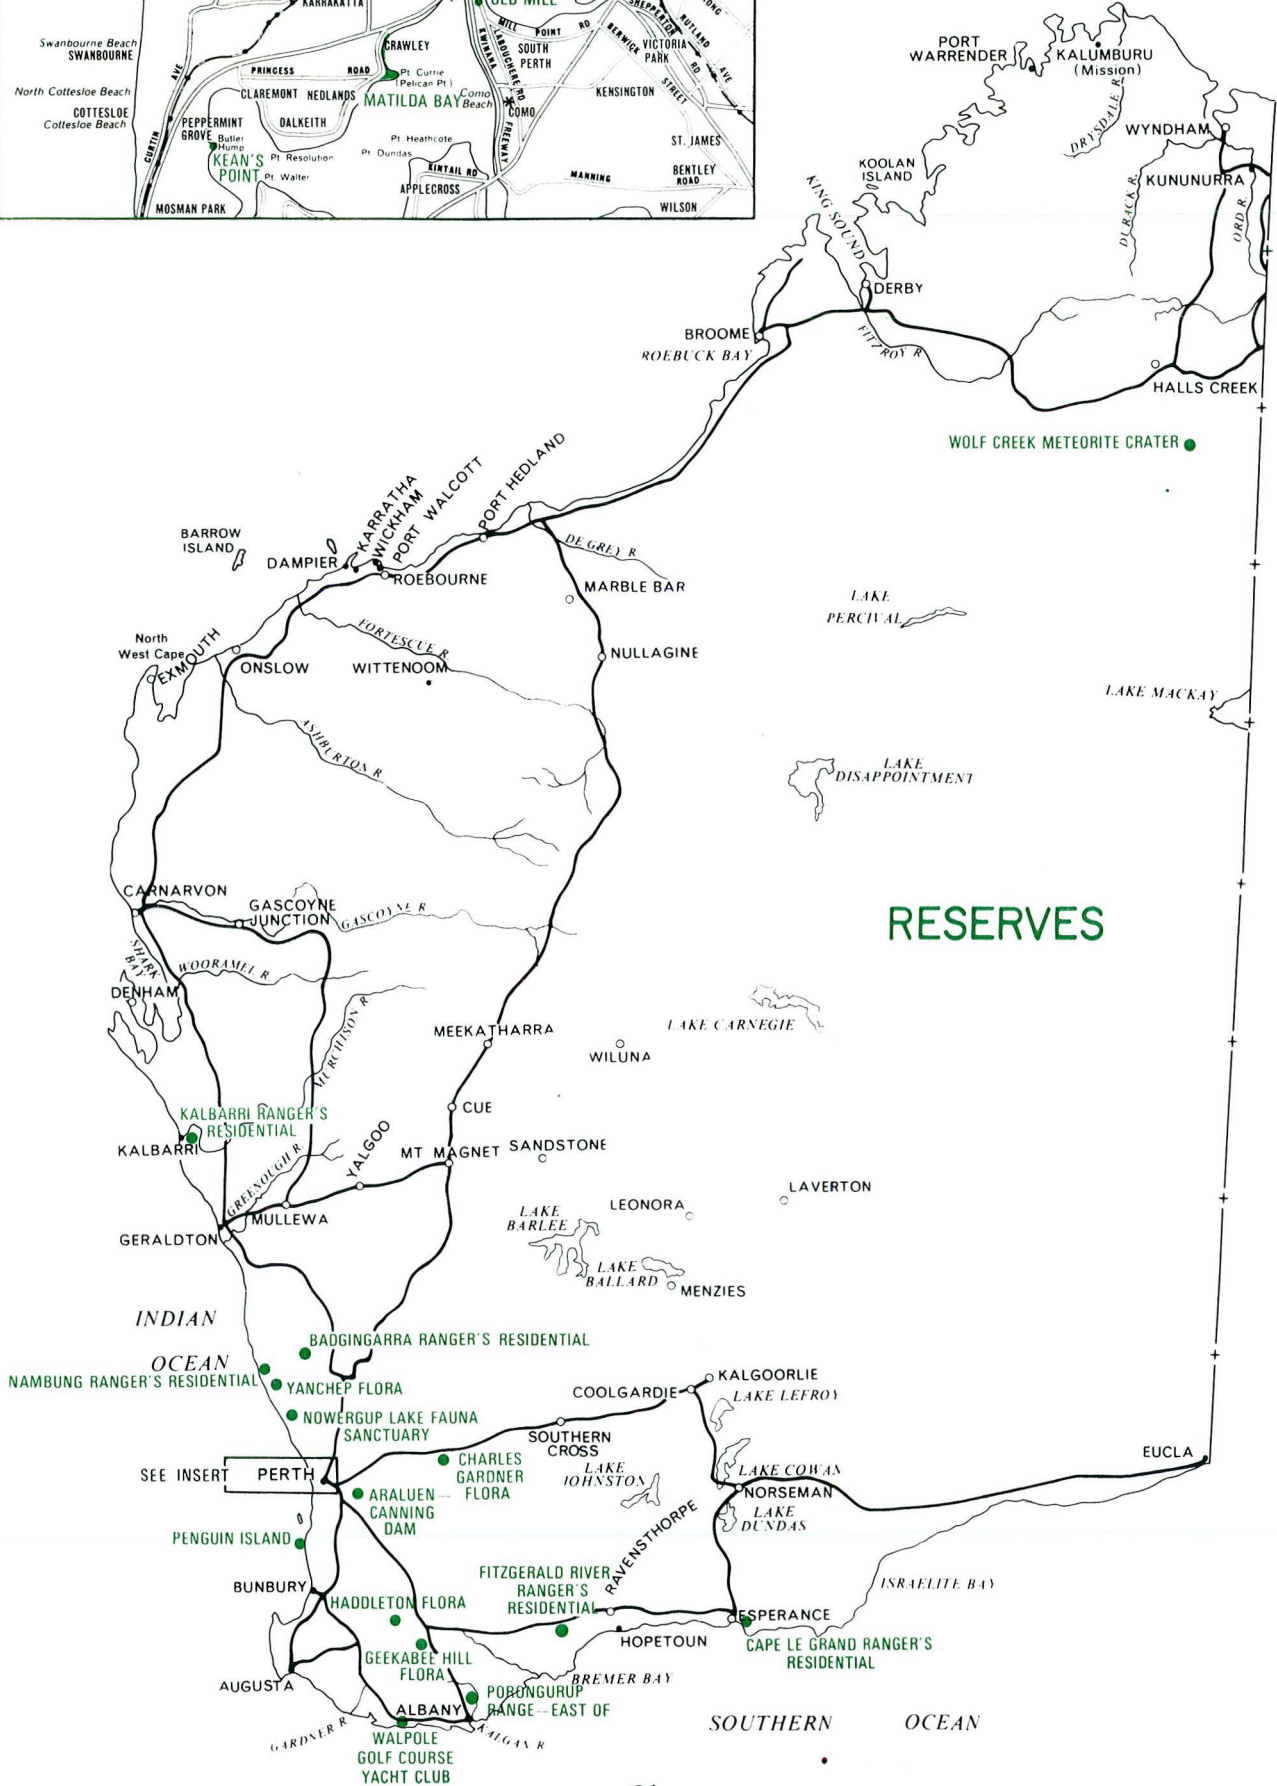 KARRAKATTA
OLD MILL
SHEPPERTON
RUTLAND
AVE
Swanbourne Beach
SWANBOURNE
CRAWLEY
MILL
POINT
RD
KWINANA
LABOUCHERE RD
SOUTH
PERTH
BERWICK
STREET
VICTORIA
PARK
RD
North Cottesloe Beach
AVE
PRINCESS
ROAD
Pt. Currie
(Pelican Pt.)
MATILDA BAY
Como
Beach
COMO
KENSINGTON
COTTESLOE
Cottesloe Beach
CLAREMONT
NEDLANDS
PEPPERMINT
GROVE
DALKEITH
Butler
Hump
KEAN'S
POINT
Pt. Resolution
Pt. Walter
Pt. Heathcote
Pt. Dundas
FREEWAY
ST. JAMES
CURTIN
KINTAIL RD
APPLECROSS
MANNING
BENTLEY
ROAD
MOSMAN PARK
WILSON
PORT
WARRENDER
KALUMBURU
(Mission)
DRYSDALE R.
WYNDHAM
KOOLAN
ISLAND
KUNUNURRA
DURACK R.
ORD R.
KING SOUND
DERBY
BROOME
ROEBUCK BAY
FITZROY R
HALLS CREEK
WOLF CREEK METEORITE CRATER
KARRATHA
WICKHAM
PORT WALCOTT
PORT HEDLAND
BARROW
ISLAND
DAMPIER
ROEBOURNE
DE GREY R
MARBLE BAR
LAKE
PERCIVAL
FORTESCUE R
North
West Cape
EXMOUTH
ONSLOW
WITTENOOM
NULLAGINE
LAKE MACKAY
ASHBURTON R
LAKE
DISAPPOINTMENT
CARNARVON
GASCOYNE
JUNCTION
GASCOYNE R
RESERVES
SHARK
BAY
WOORAMEL R.
DENHAM
MURCHISON R
MEEKATHARRA
LAKE CARNEGIE
WILUNA
KALBARRI RANGER'S
RESIDENTIAL
CUE
KALBARRI
GREENOUGH R.
YALGOO
MT MAGNET
SANDSTONE
MULLEWA
LEONORA
LAVERTON
GERALDTON
LAKE
BARLEE
LAKE
BALLARD
MENZIES
INDIAN
OCEAN
BADGINGARRA RANGER'S RESIDENTIAL
NAMBUNG RANGER'S RESIDENTIAL
YANCHEP FLORA
KALGOORLIE
COOLGARDIE
LAKE LEFROY
NOWERGUP LAKE FAUNA
SANCTUARY
SOUTHERN
CROSS
SEE INSERT
PERTH
CHARLES
GARDNER
FLORA
LAKE
JOHNSTON
LAKE COWAN
NORSEMAN
EUCLA
ARALUEN—
CANNING
DAM
LAKE
DUNDAS
PENGUIN ISLAND
RAVENSTHORPE
FITZGERALD RIVER
RANGER'S
RESIDENTIAL
ISRAELITE BAY
BUNBURY
HADDLETON FLORA
ESPERANCE
GEEKABEE HILL
FLORA
HOPETOUN
CAPE LE GRAND RANGER'S
RESIDENTIAL
AUGUSTA
BREMER BAY
ALBANY
PORONGURUP
RANGE—EAST OF
GARDNER R
KALGAN R
SOUTHERN OCEAN
WALPOLE
GOLF COURSE
YACHT CLUB